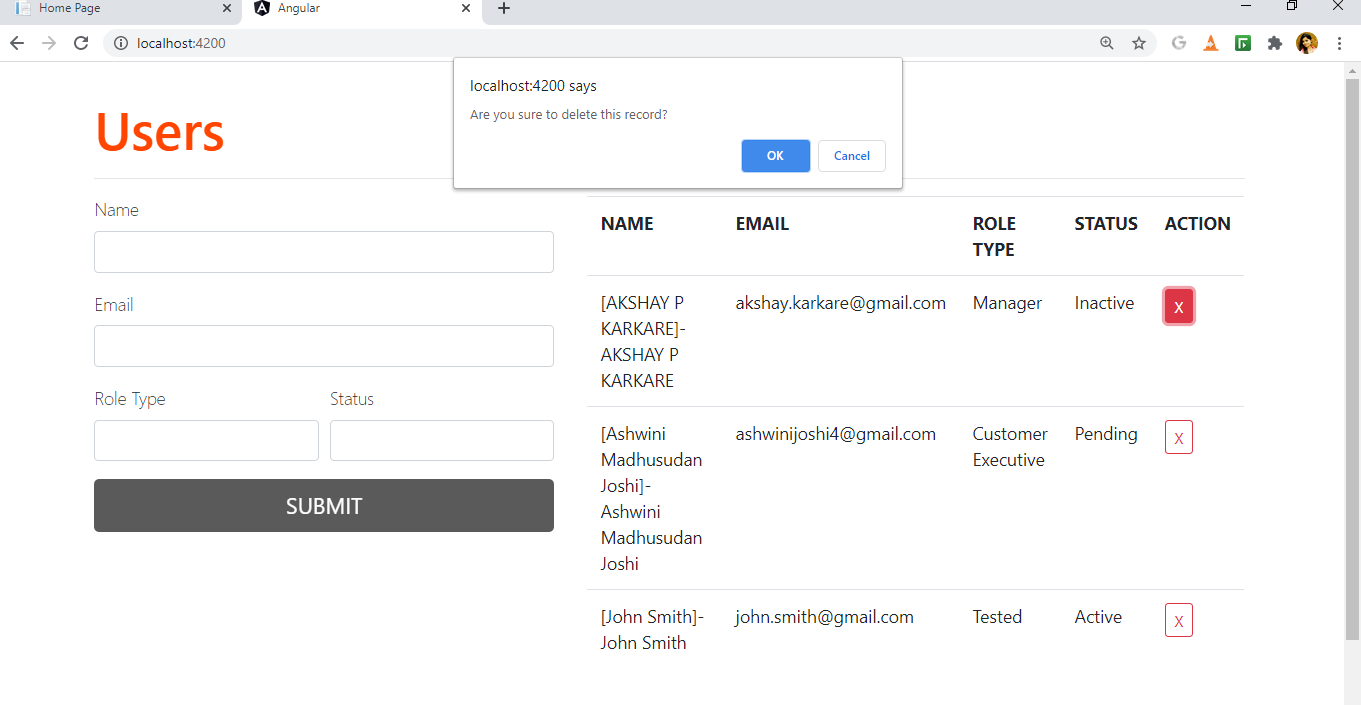 Home Page
Angular
localhost:4200
localhost:4200 says
Are you sure to delete this record?
OK
Cancel
Users
Name
Email
Role Type
Status
SUBMIT
NAME
EMAIL
ROLE
TYPE
STATUS
ACTION
[AKSHAY P
KARKARE]-
AKSHAY P
KARKARE
akshay.karkare@gmail.com
Manager
Inactive
X
[Ashwini
Madhusudan
Joshi]-
Ashwini
Madhusudan
Joshi
ashwinijoshi4@gmail.com
Customer
Executive
Pending
X
[John Smith]-
John Smith
john.smith@gmail.com
Tested
Active
X